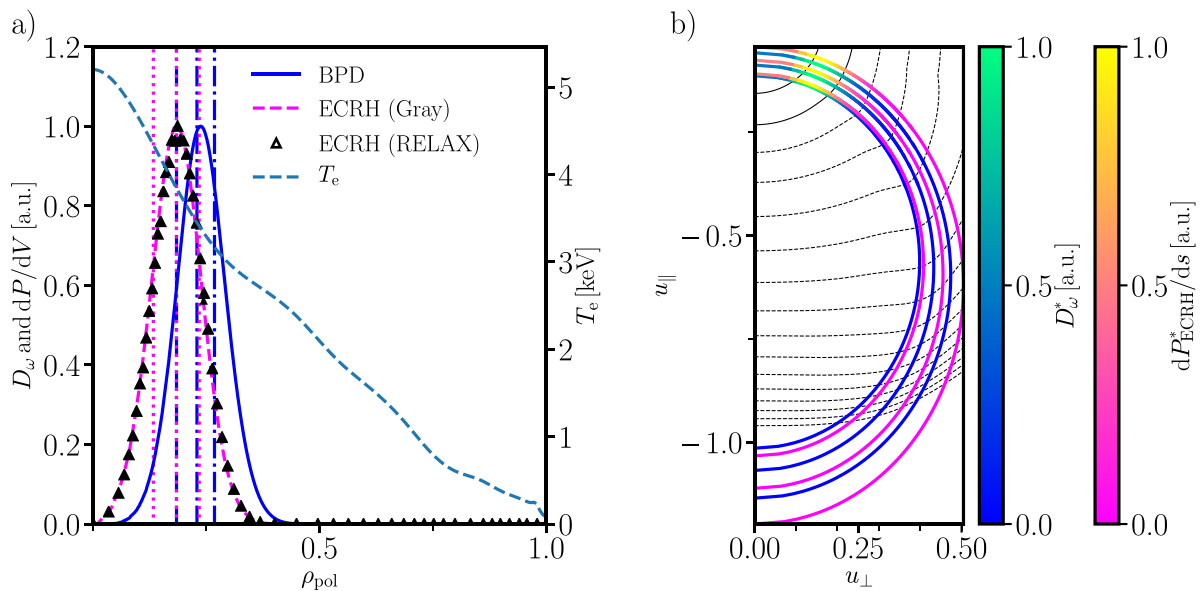 a)
1.2
1.0
0.8
0.6
0.4
0.2
0.0
D_ω and dP/dV [a.u.]
0.5
1.0
ρ_pol
5
4
3
2
1
0
T_e [keV]
BPD
ECRH (Gray)
ECRH (RELAX)
T_e
b)
−0.5
−1.0
u_∥
0.00
0.25
0.50
u_⊥
1.0
0.5
0.0
D*_ω [a.u.]
1.0
0.5
0.0
dP*_ECRH/ds [a.u.]